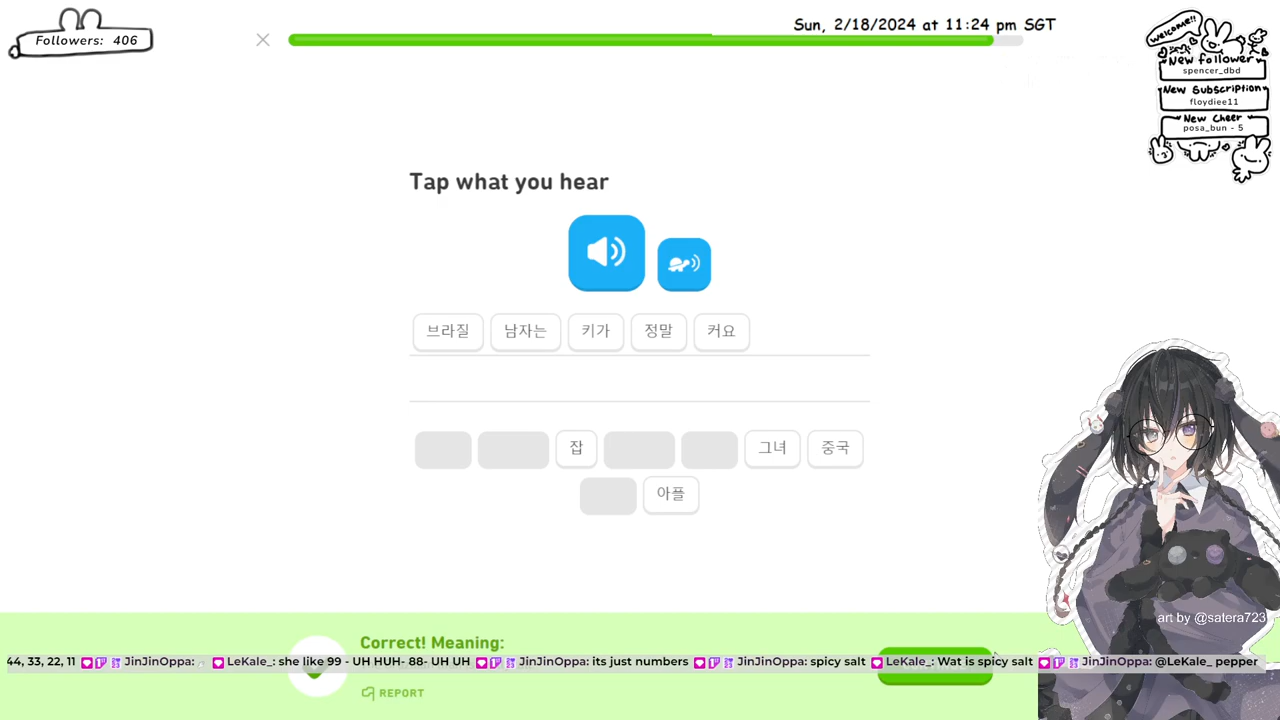 Followers: 406
Sun, 2/18/2024 at 11:24 pm SGT
welcome!!
New follower
spencer_dbd
New Subscription
floydiee11
New Cheer
posa_bun - 5
Tap what you hear
브라질 남자는 키가 정말 커요
잡 그녀 중국
아플
art by @satera723
Correct! Meaning:
44, 33, 22, 11 JinJinOppa: LeKale_: she like 99 - UH HUH- 88- UH UH JinJinOppa: its just numbers JinJinOppa: spicy salt LeKale_: Wat is spicy salt JinJinOppa: @LeKale_ pepper
REPORT